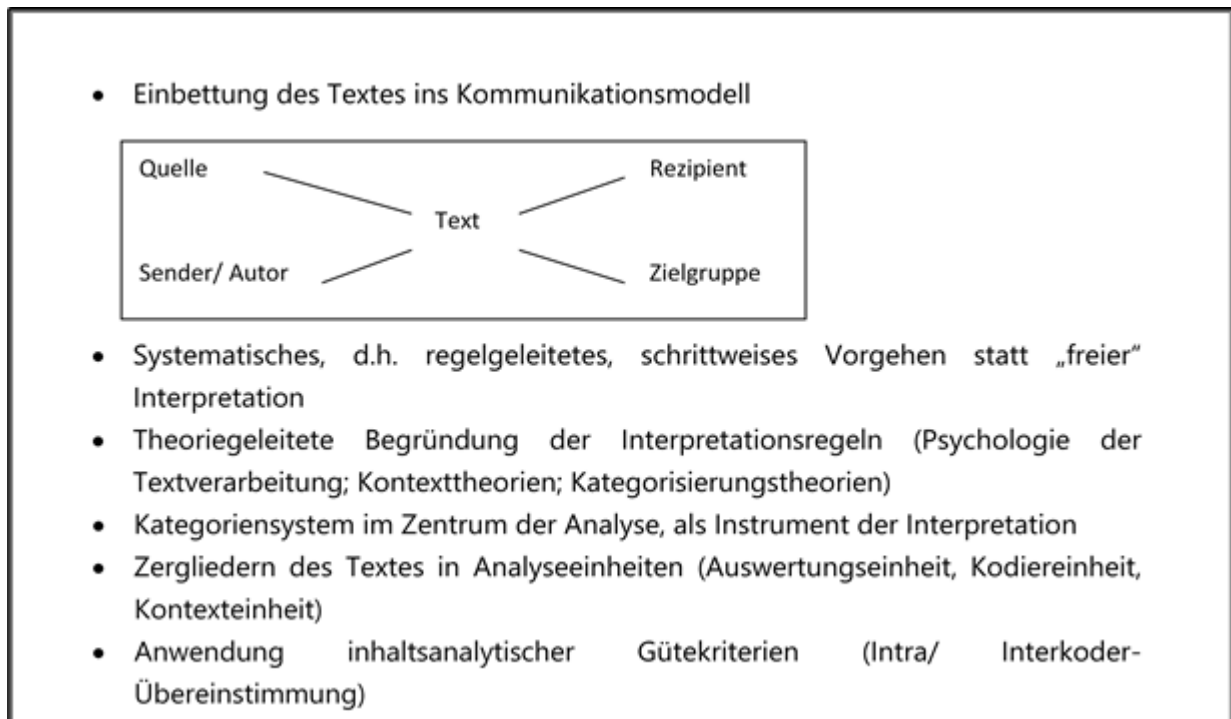 • Einbettung des Textes ins Kommunikationsmodell
Quelle
Rezipient
Text
Sender/ Autor
Zielgruppe
• Systematisches, d.h. regelgeleitetes, schrittweises Vorgehen statt „freier“
Interpretation
• Theoriegeleitete Begründung der Interpretationsregeln (Psychologie der
Textverarbeitung; Kontexttheorien; Kategorisierungstheorien)
• Kategoriensystem im Zentrum der Analyse, als Instrument der Interpretation
• Zergliedern des Textes in Analyseeinheiten (Auswertungseinheit, Kodiereinheit,
Kontexteinheit)
• Anwendung inhaltsanalytischer Gütekriterien (Intra/ Interkoder-
Übereinstimmung)